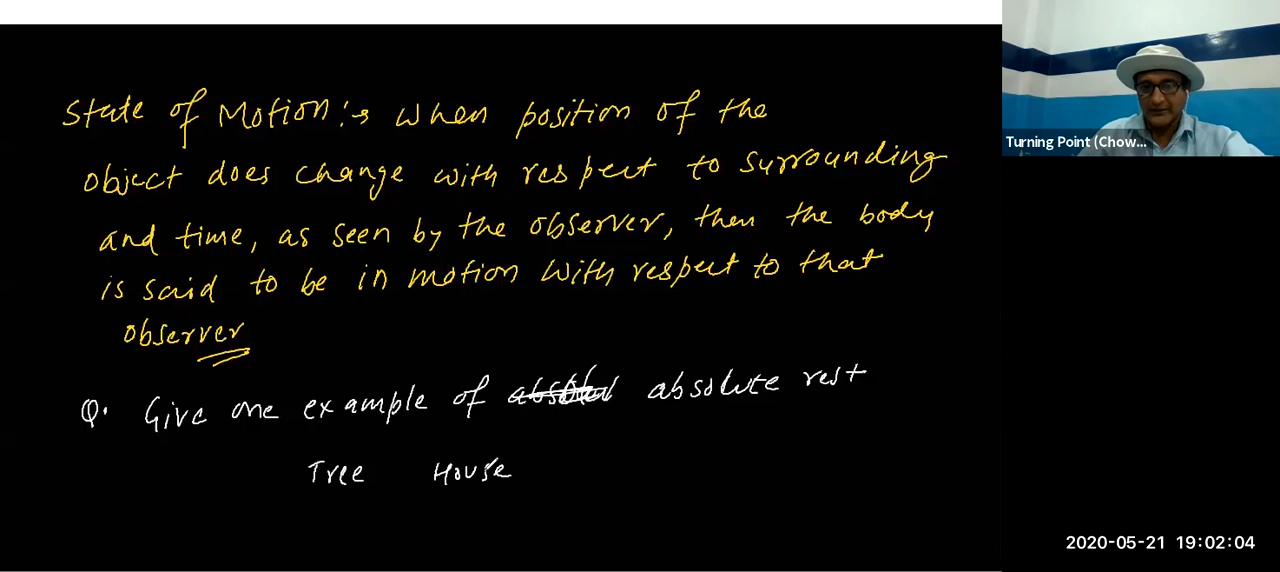 State of Motion :→ when position of the
object does change with respect to surrounding
and time, as seen by the observer, then the body
is said to be in motion with respect to that
observer
Q. Give one example of absolute rest
Tree House
Turning Point (Chow...
2020-05-21 19:02:04